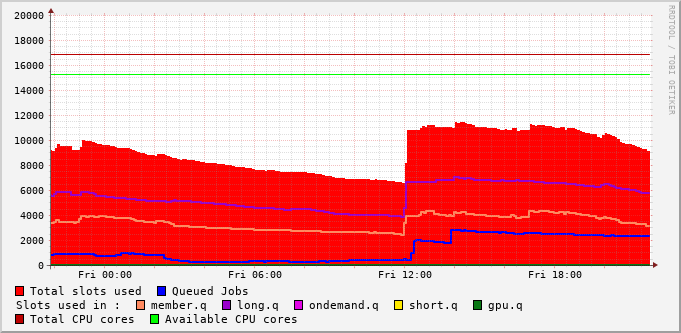 20000
18000
16000
14000
12000
10000
8000
6000
4000
2000
0
Fri 00:00 Fri 06:00 Fri 12:00 Fri 18:00
RRDTOOL / TOBI OETIKER
Total slots used Queued Jobs
Slots used in : member.q long.q ondemand.q short.q gpu.q
Total CPU cores Available CPU cores